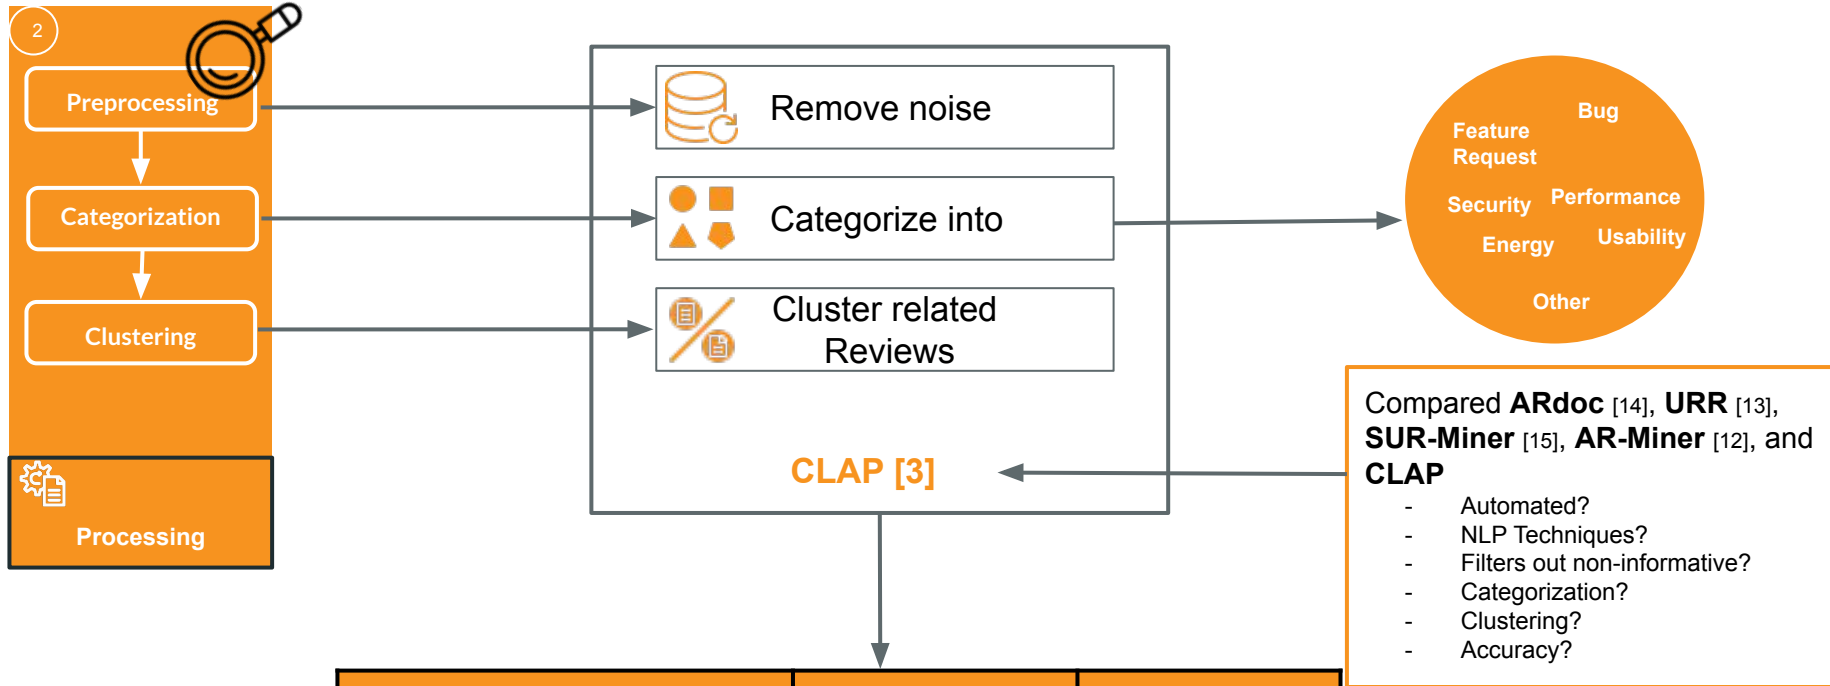 2
Preprocessing
Categorization
Clustering
Processing
Remove noise
Categorize into
Cluster related
Reviews
CLAP [3]
Bug
Feature
Request
Security
Performance
Energy
Usability
Other
Compared ARdoc [14], URR [13],
SUR-Miner [15], AR-Miner [12], and
CLAP
- Automated?
- NLP Techniques?
- Filters out non-informative?
- Categorization?
- Clustering?
- Accuracy?